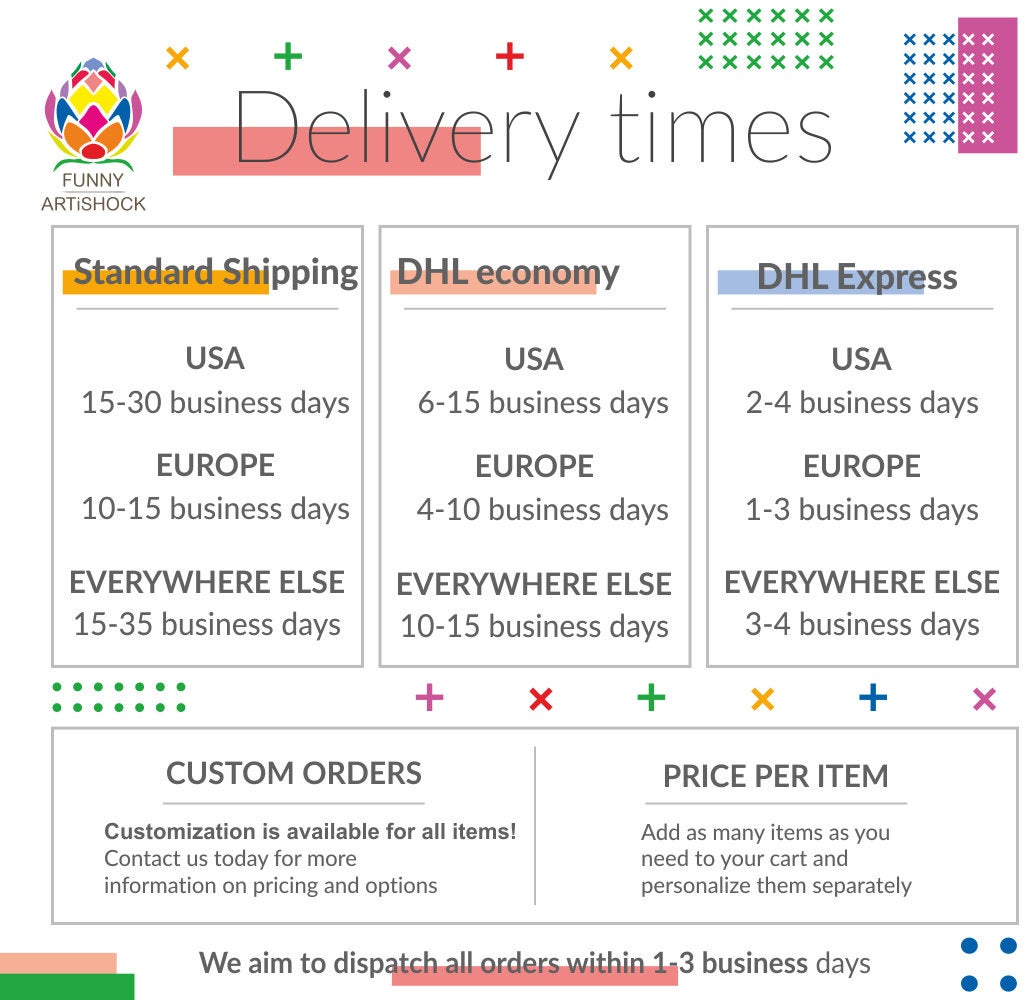 Delivery times
FUNNY
ARTiSHOCK
Standard Shipping
USA
15-30 business days
EUROPE
10-15 business days
EVERYWHERE ELSE
15-35 business days
DHL economy
USA
6-15 business days
EUROPE
4-10 business days
EVERYWHERE ELSE
10-15 business days
DHL Express
USA
2-4 business days
EUROPE
1-3 business days
EVERYWHERE ELSE
3-4 business days
CUSTOM ORDERS
Customization is available for all items!
Contact us today for more
information on pricing and options
PRICE PER ITEM
Add as many items as you
need to your cart and
personalize them separately
We aim to dispatch all orders within 1-3 business days